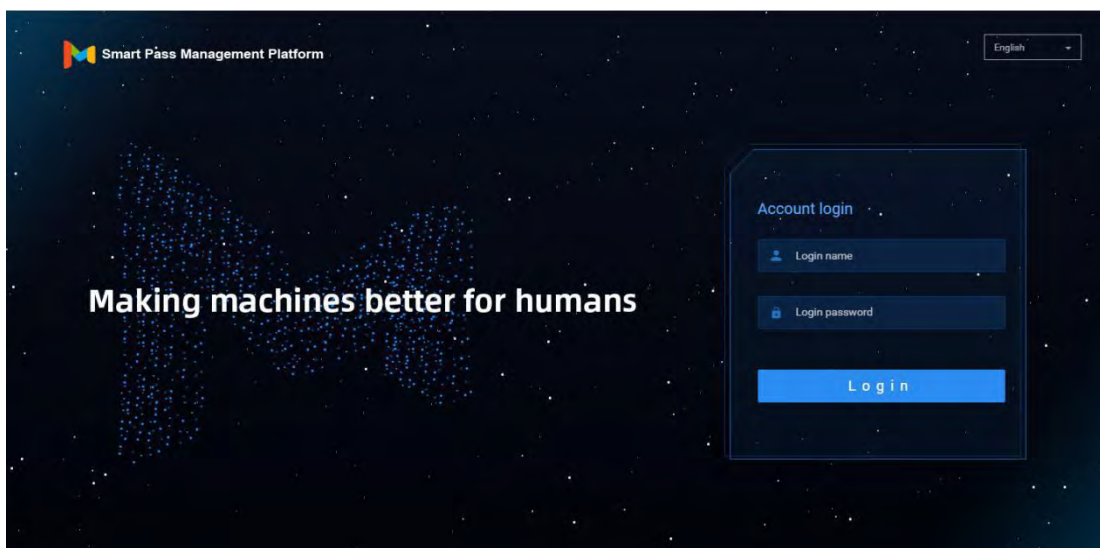 Smart Pass Management Platform
English
Account login
Login name
Making machines better for humans
Login password
Login